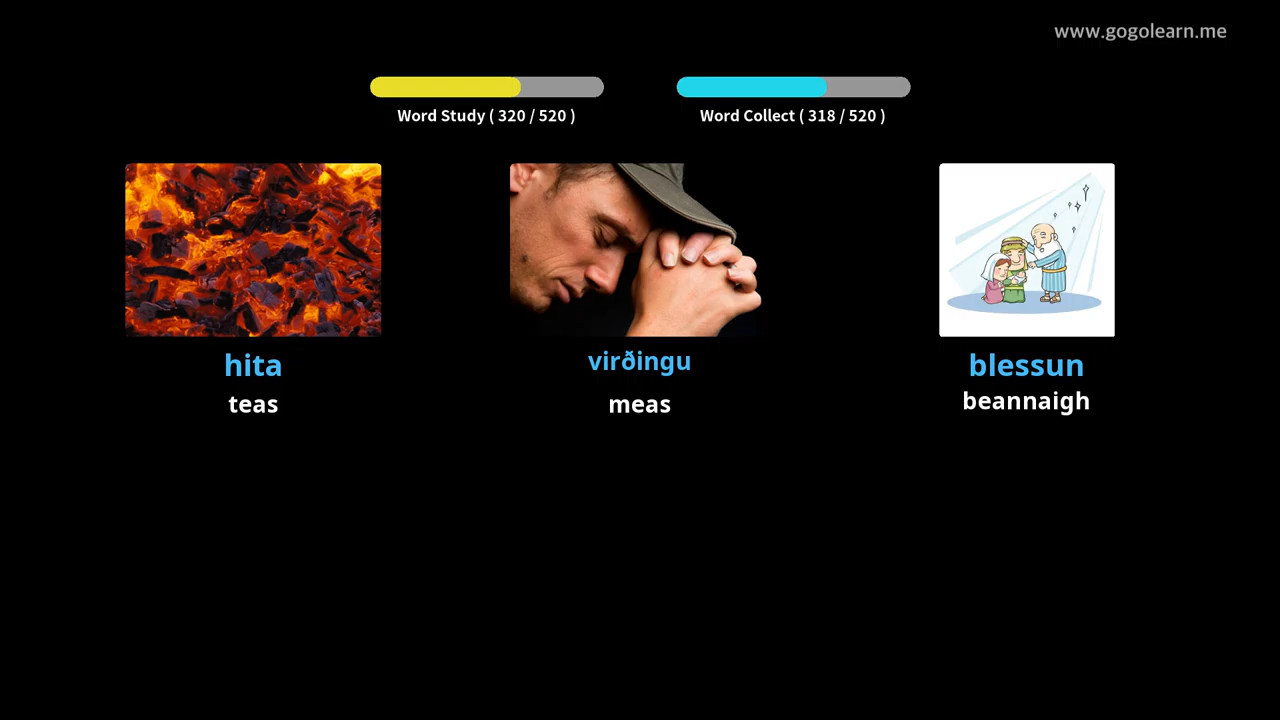 www.gogolearn.me
Word Study ( 320 / 520 )
Word Collect ( 318 / 520 )
hita
virðingu
blessun
teas
meas
beannaigh